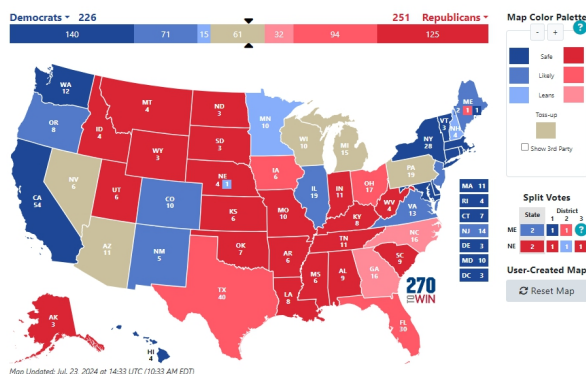 Democrats 226
251 Republicans
140 71 15 61 32 94 125
Map Color Palette
- + ?
Safe
Likely
Leans
Toss-up
Show 3rd Party
WA
12
OR
8
CA
54
NV
6
ID
4
MT
4
WY
3
UT
6
AZ
11
CO
10
NM
5
ND
3
SD
3
NE
4 1
KS
6
OK
7
TX
40
MN
10
IA
6
MO
10
AR
6
LA
8
WI
10
IL
19
MI
15
IN
11
OH
17
KY
8
TN
11
MS
6
AL
9
GA
16
FL
30
SC
9
NC
16
VA
13
WV
4
PA
19
NY
28
VT
3
NH
4
ME
2 1 1
AK
3
HI
4
MA 11
RI 4
CT 7
NJ 14
DE 3
MD 10
DC 3
270
TO WIN
Split Votes
State District
1 2 3
ME 2 1 1 ?
NE 2 1 1 1
User-Created Map
Reset Map
Map Updated: Jul. 23, 2024 at 14:33 UTC (10:33 AM EDT)